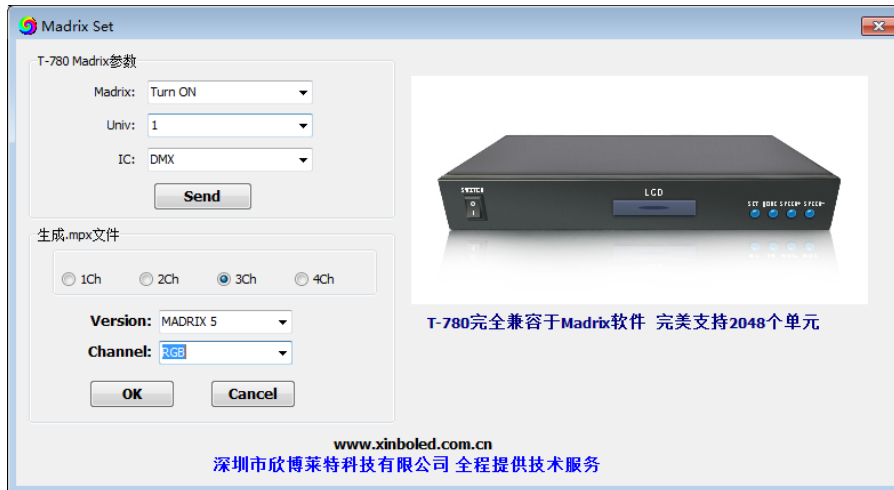 Madrix Set
T-780 Madrix参数
Madrix: Turn ON
Univ: 1
IC: DMX
Send
SWITCH
O
I
LCD
SET MODE SPEED+ SPEED-
生成.mpx文件
1Ch 2Ch 3Ch 4Ch
Version: MADRIX 5
Channel: RGB
OK Cancel
T-780完全兼容于Madrix软件 完美支持2048个单元
www.xinboled.com.cn
深圳市欣博莱特科技有限公司 全程提供技术服务